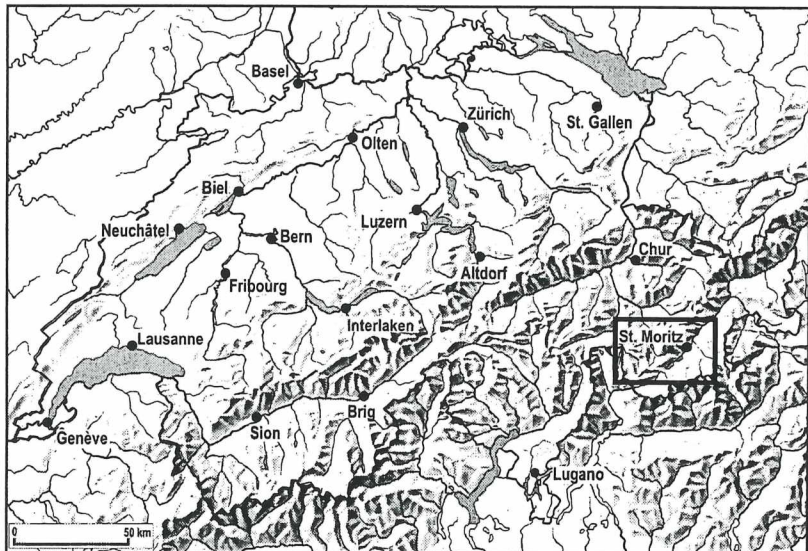 Basel
Zürich
St. Gallen
Olten
Biel
Luzern
Neuchâtel
Bern
Chur
Altdorf
Fribourg
Interlaken
Lausanne
St. Moritz
Brig
Sion
Genève
Lugano
0 50 km